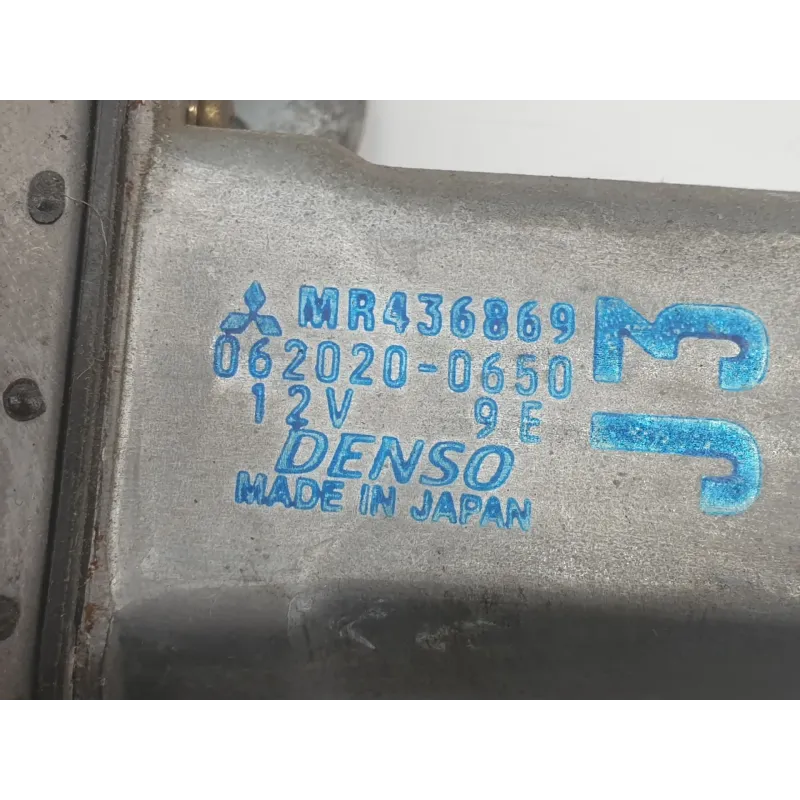 MR436869
062020-0650
12V 9E
DENSO
MADE IN JAPAN
J3